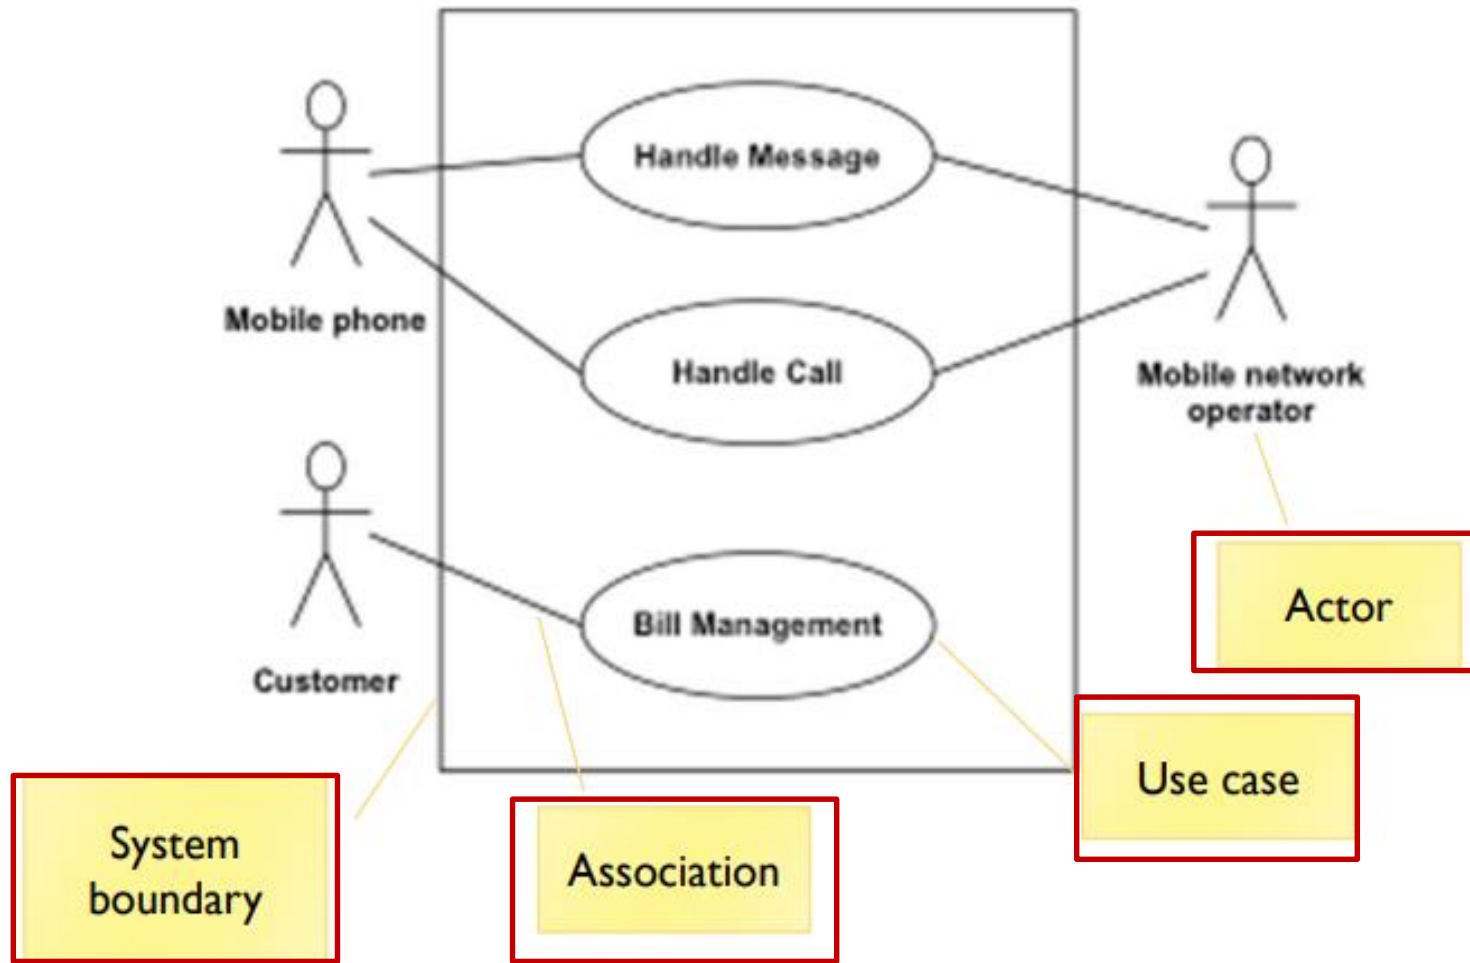 Handle Message
Mobile phone
Handle Call
Mobile network
operator
Customer
Bill Management
Actor
Use case
System
boundary
Association